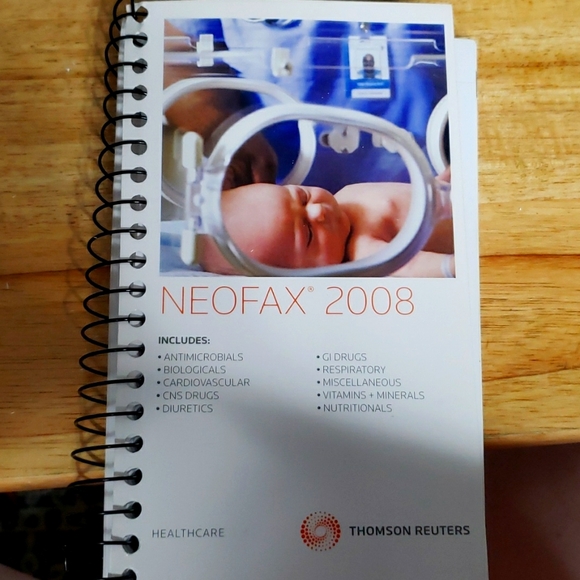 NEOFAX® 2008
INCLUDES:
• ANTIMICROBIALS
• BIOLOGICALS
• CARDIOVASCULAR
• CNS DRUGS
• DIURETICS
• GI DRUGS
• RESPIRATORY
• MISCELLANEOUS
• VITAMINS + MINERALS
• NUTRITIONALS
HEALTHCARE
THOMSON REUTERS